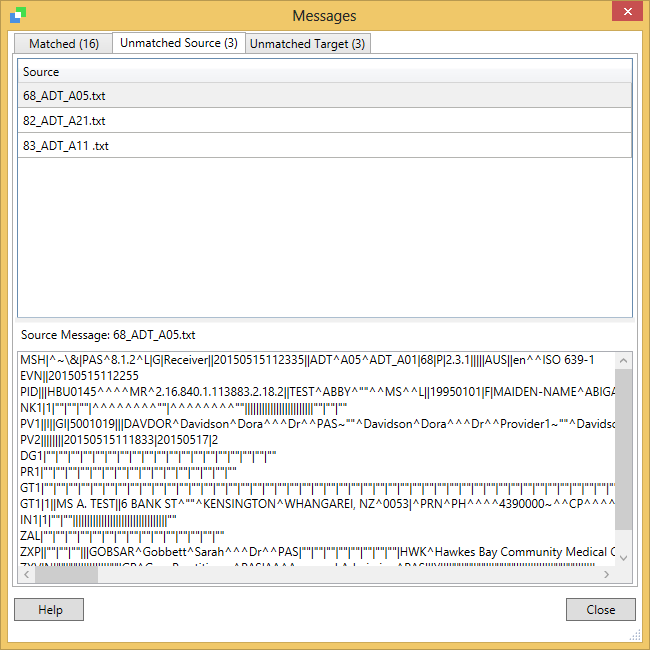 Messages
Matched (16)
Unmatched Source (3)
Unmatched Target (3)
Source
68_ADT_A05.txt
82_ADT_A21.txt
83_ADT_A11 .txt
Source Message: 68_ADT_A05.txt
MSH|^~\&|PAS^8.1.2^L|G|Receiver||20150515112335||ADT^A05^ADT_A01|68|P|2.3.1|||||AUS||en^^ISO 639-1
EVN||20150515112255
PID|||HBU0145^^^^MR^2.16.840.1.113883.2.18.2||TEST^ABBY^""^^MS^^L||19950101|F|MAIDEN-NAME^ABIGA
NK1|1|""|""|""|^^^^^^^^""|^^^^^^^^""|||||||||||||||||||||||""|""|""
PV1||I|GI|5001019|||DAVDOR^Davidson^Dora^^^Dr^^PAS~""^Davidson^Dora^^^Dr^^Provider1~""^Davidso
PV2||||||||20150515111833|20150517|2
DG1|""|""|""|""|""|""|""|""|""|""|""|""|""|""|""|""|""|""|""
PR1|""|""|""|""|""|""|""|""|""|""|""|""|""|""|""|""
GT1|""|""|""|""|""|""|""|""|""|""|""|""|""|""|""|""|""|""|""|""|""|""|""|""|""|""|""|""|""|""|""|""|""|""|""|""|""|""|""|""|""|""|""|""|""|""
GT1|1||MS A. TEST||6 BANK ST^""^KENSINGTON^WHANGAREI, NZ^0053|^PRN^PH^^^^4390000~^^CP^^^^
IN1|1|""|""||||||||||||||||||||||||||||||||""
ZAL|""|""|""|""|""|""|""|""|""|""|""|""|""|""|""
ZXP||""|""|""|""|||GOBSAR^Gobbett^Sarah^^^Dr^^PAS|""|""|""|""|""|""|""|""|HWK^Hawkes Bay Community Medical C
Help
Close